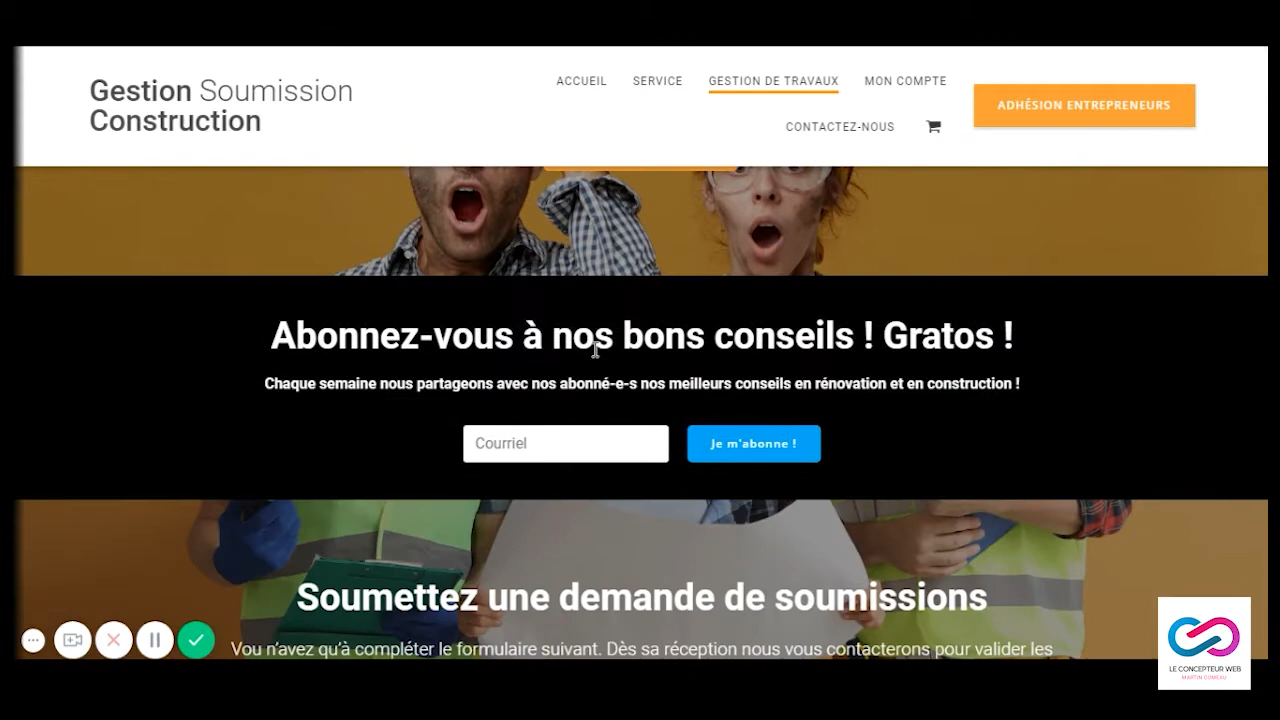 Gestion Soumission
Construction
ACCUEIL
SERVICE
GESTION DE TRAVAUX
MON COMPTE
CONTACTEZ-NOUS
ADHÉSION ENTREPRENEURS
Abonnez-vous à nos bons conseils ! Gratos !
Chaque semaine nous partageons avec nos abonné-e-s nos meilleurs conseils en rénovation et en construction !
Courriel
Je m'abonne !
Soumettez une demande de soumissions
Vou n'avez qu'à compléter le formulaire suivant. Dès sa réception nous vous contacterons pour valider les
LE CONCEPTEUR WEB
MARTIN COMEAU